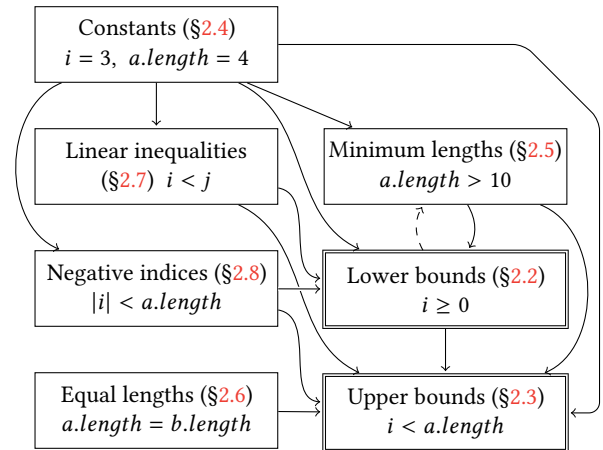 Constants (§2.4)
i = 3, a.length = 4
Linear inequalities
(§2.7) i < j
Minimum lengths (§2.5)
a.length > 10
Negative indices (§2.8)
|i| < a.length
Lower bounds (§2.2)
i ≥ 0
Equal lengths (§2.6)
a.length = b.length
Upper bounds (§2.3)
i < a.length